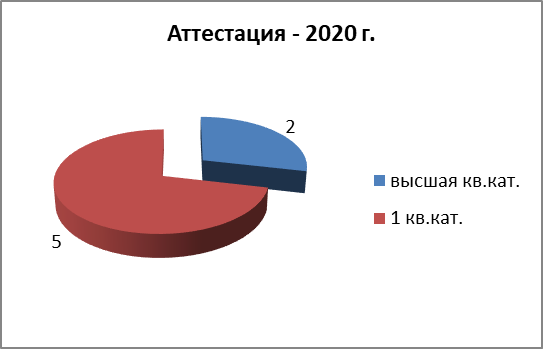 Аттестация - 2020 г.
2
5
высшая кв.кат.
1 кв.кат.